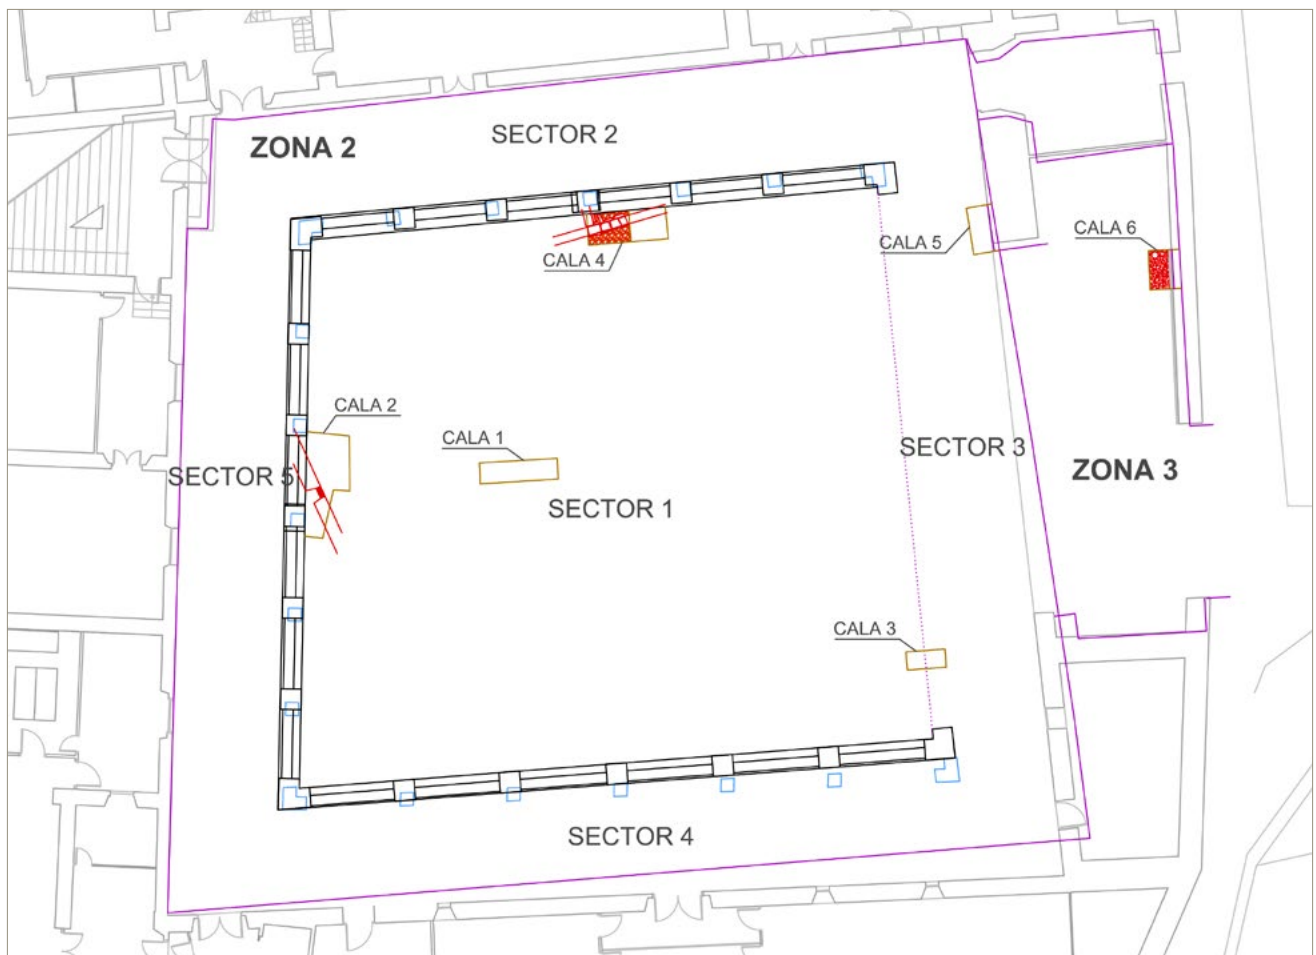 SECTOR 2
ZONA 2
CALA 5
CALA 6
CALA 4
CALA 2
CALA 1
SECTOR 3
ZONA 3
SECTOR 5
SECTOR 1
CALA 3
SECTOR 4